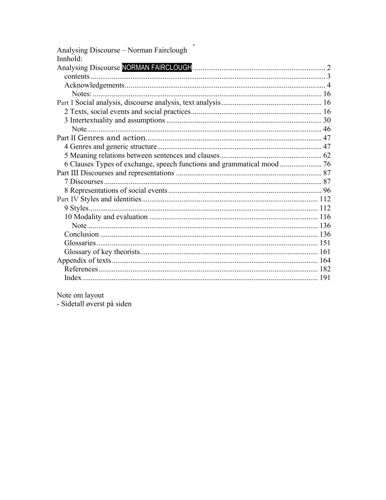 Analysing Discourse – Norman Fairclough
Innhold:
Analysing Discourse NORMAN FAIRCLOUGH ... 2
contents ... 3
Acknowledgements ... 4
Notes: ... 16
Part I Social analysis, discourse analysis, text analysis ... 16
2 Texts, social events and social practices ... 16
3 Intertextuality and assumptions ... 30
Note ... 46
Part II Genres and action ... 47
4 Genres and generic structure ... 47
5 Meaning relations between sentences and clauses ... 62
6 Clauses Types of exchange, speech functions and grammatical mood ... 76
Part III Discourses and representations ... 87
7 Discourses ... 87
8 Representations of social events ... 96
Part IV Styles and identities ... 112
9 Styles ... 112
10 Modality and evaluation ... 116
Note ... 136
Conclusion ... 136
Glossaries ... 151
Glossary of key theorists ... 161
Appendix of texts ... 164
References ... 182
Index ... 191
Note om layout
- Sidetall øverst på siden